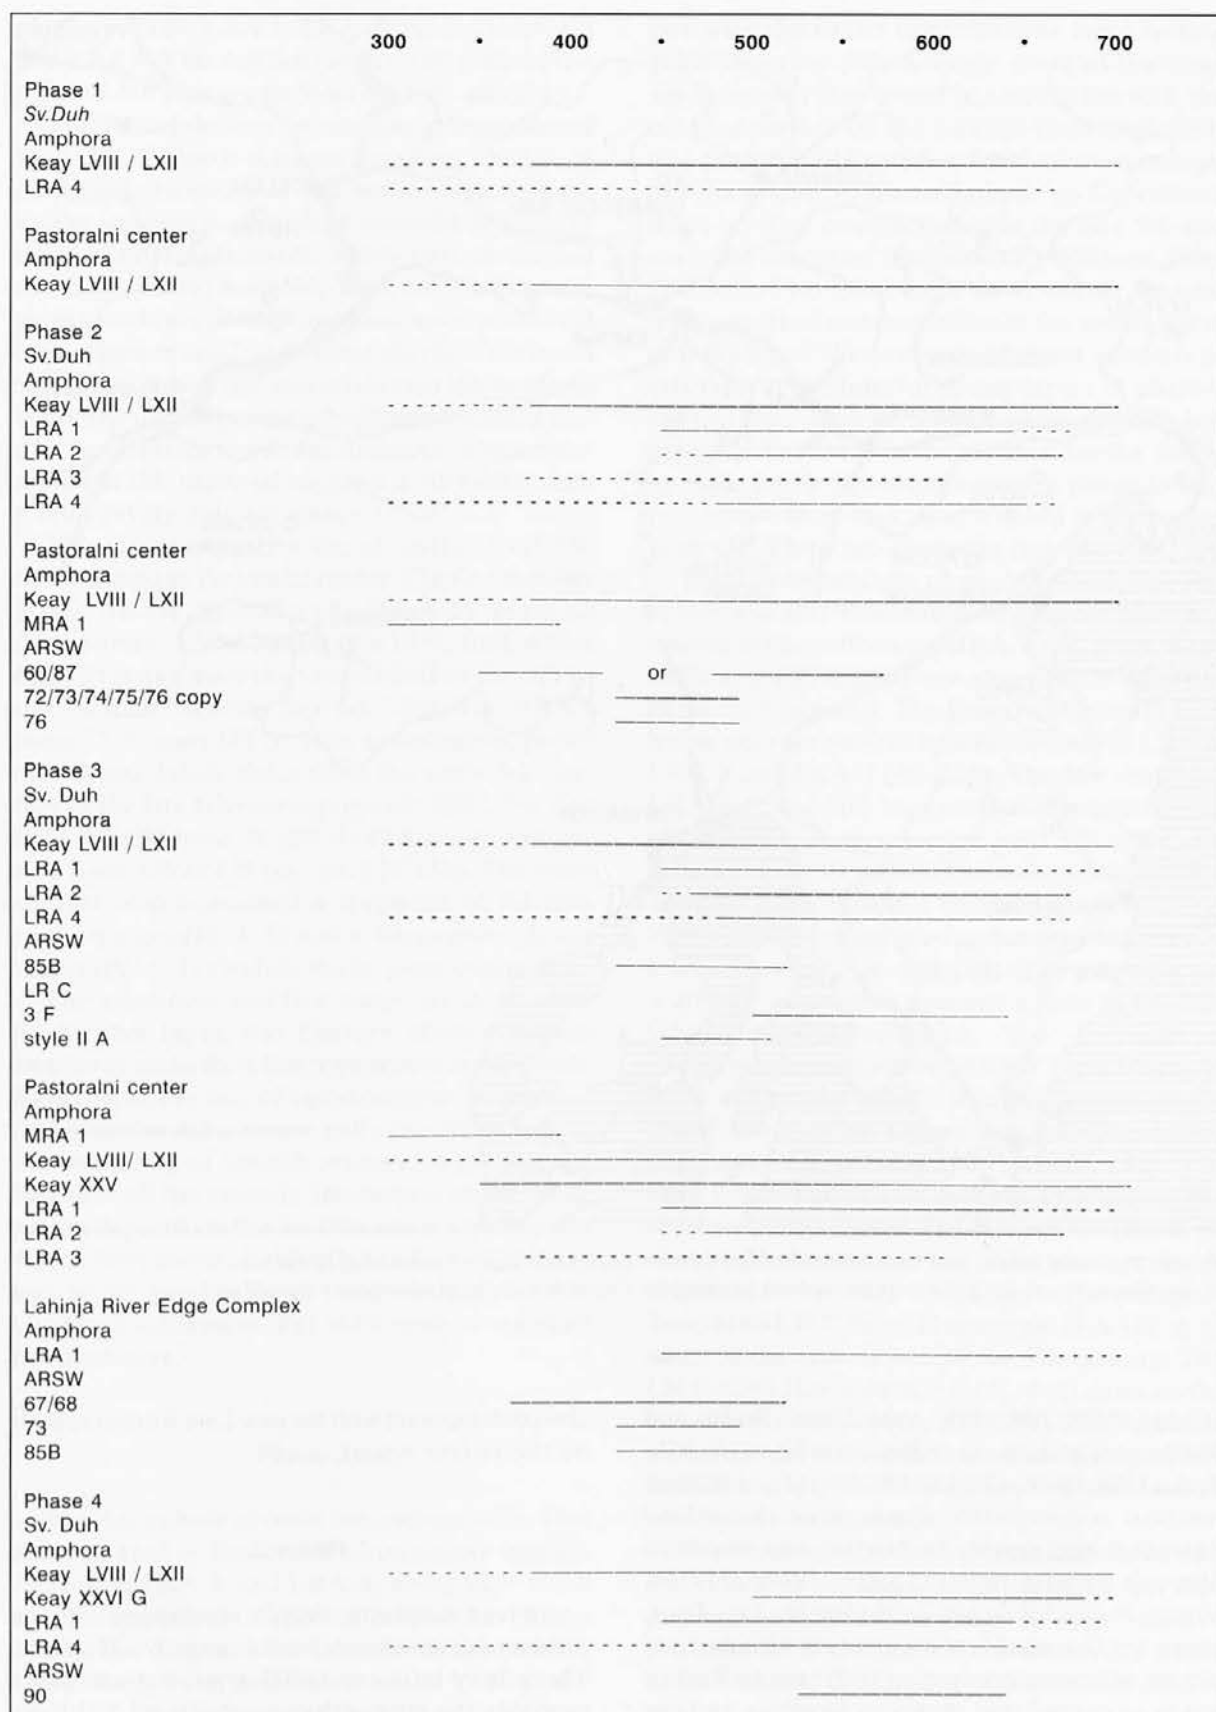 300 • 400 • 500 • 600 • 700
Phase 1
Sv.Duh
Amphora
Keay LVIII / LXII
LRA 4
Pastoralni center
Amphora
Keay LVIII / LXII
Phase 2
Sv.Duh
Amphora
Keay LVIII / LXII
LRA 1
LRA 2
LRA 3
LRA 4
Pastoralni center
Amphora
Keay LVIII / LXII
MRA 1
ARSW
60/87 or
72/73/74/75/76 copy
76
Phase 3
Sv. Duh
Amphora
Keay LVIII / LXII
LRA 1
LRA 2
LRA 4
ARSW
85B
LR C
3 F
style II A
Pastoralni center
Amphora
MRA 1
Keay LVIII/ LXII
Keay XXV
LRA 1
LRA 2
LRA 3
Lahinja River Edge Complex
Amphora
LRA 1
ARSW
67/68
73
85B
Phase 4
Sv. Duh
Amphora
Keay LVIII / LXII
Keay XXVI G
LRA 1
LRA 4
ARSW
90